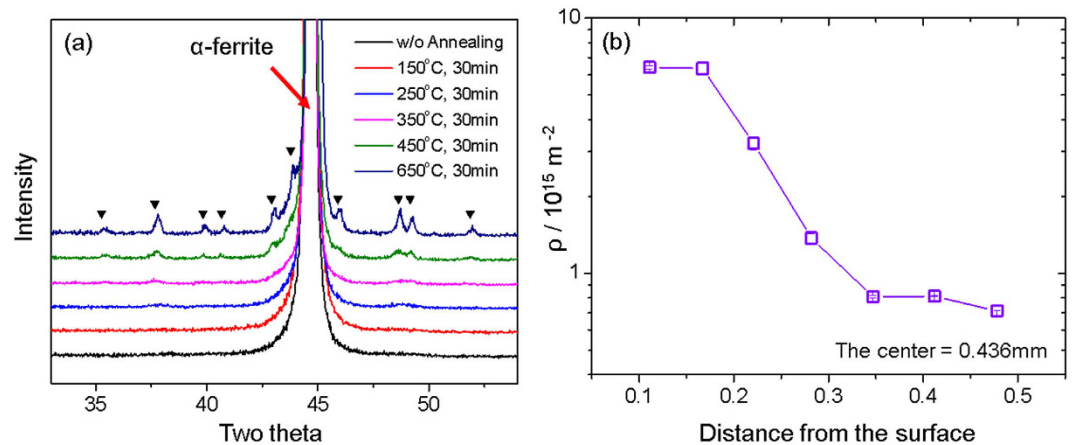 (a)
α-ferrite
w/o Annealing
150°C, 30min
250°C, 30min
350°C, 30min
450°C, 30min
650°C, 30min
Intensity
35
40
45
50
Two theta
(b)
10
1
ρ / 10¹⁵ m⁻²
The center = 0.436mm
0.1
0.2
0.3
0.4
0.5
Distance from the surface